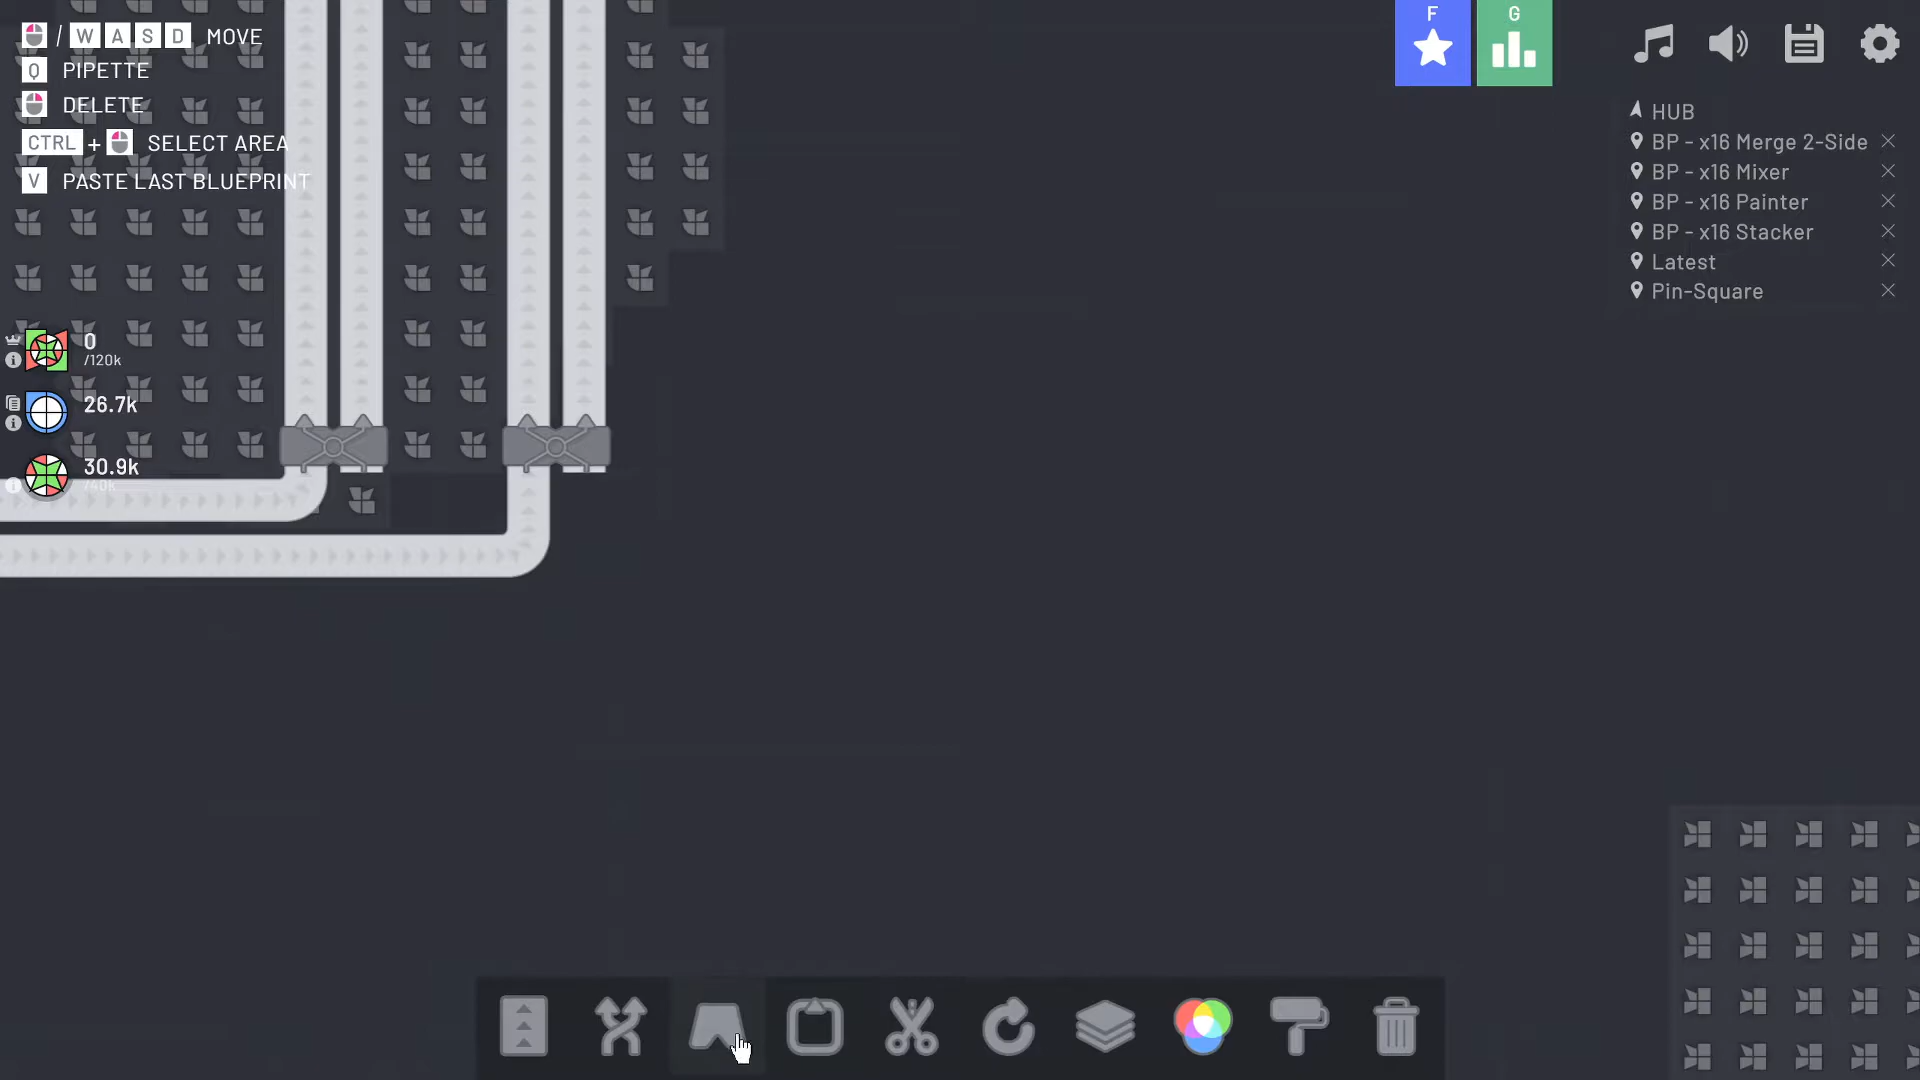 / W A S D MOVE
Q PIPETTE
DELETE
CTRL + SELECT AREA
V PASTE LAST BLUEPRINT
F
G
HUB
BP - x16 Merge 2-Side
BP - x16 Mixer
BP - x16 Painter
BP - x16 Stacker
Latest
Pin-Square
0
/120k
26.7k
30.9k
/40k